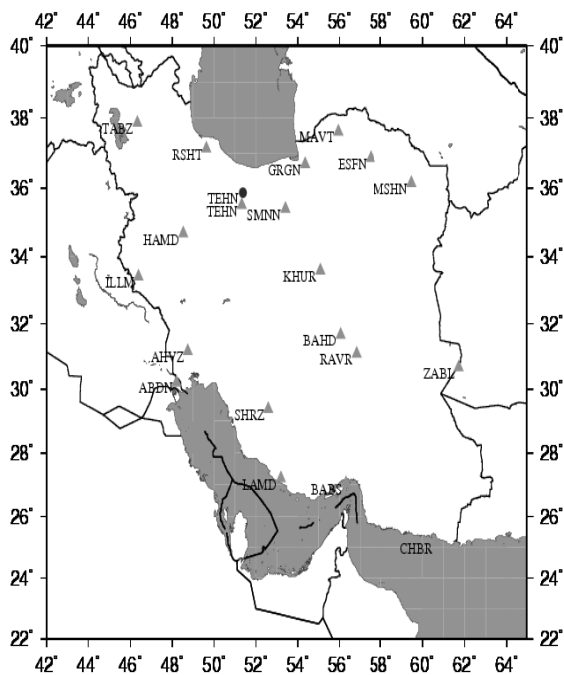 42° 44° 46° 48° 50° 52° 54° 56° 58° 60° 62° 64°
40° 40°
38° 38°
TABZ
MAVT
RSHT
ESFN
GRGN
36° 36°
MSHN
TEHN
TEHN
SMNN
HAMD
34° 34°
KHUR
ILLM
32° 32°
BAHD
AHVZ
RAVR
ZABL
30° 30°
ABDN
SHRZ
28° 28°
LAMD
BABS
26° 26°
CHBR
24° 24°
22° 22°
42° 44° 46° 48° 50° 52° 54° 56° 58° 60° 62° 64°